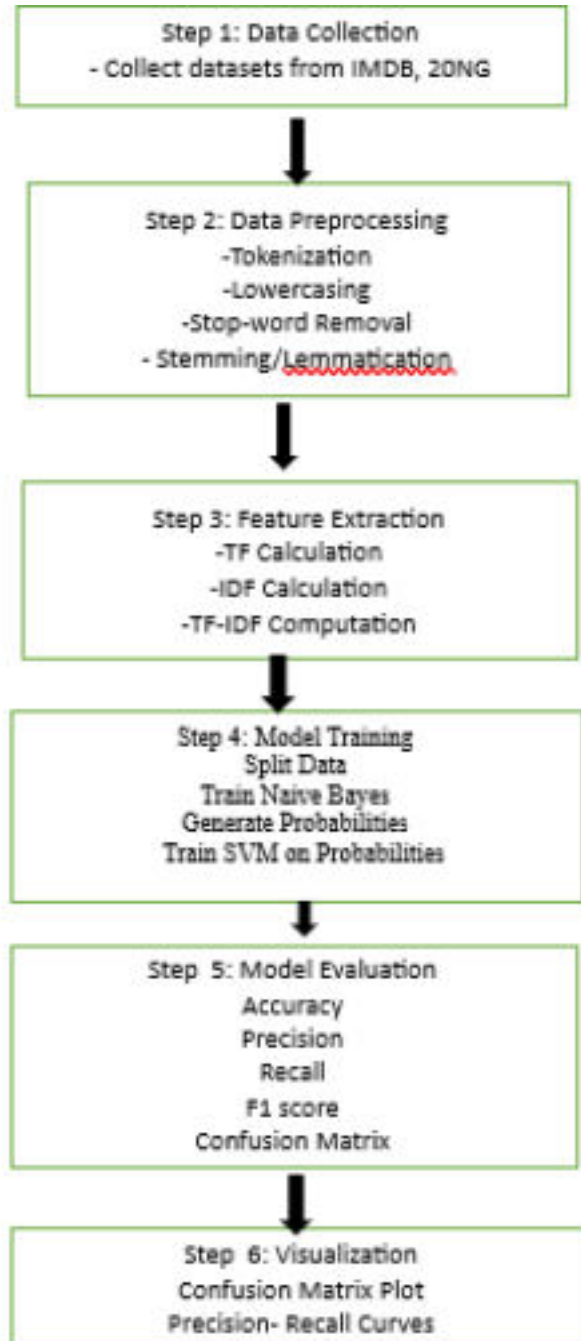 Step 1: Data Collection
- Collect datasets from IMDB, 20NG
Step 2: Data Preprocessing
-Tokenization
-Lowercasing
-Stop-word Removal
- Stemming/Lemmatication
Step 3: Feature Extraction
-TF Calculation
-IDF Calculation
-TF-IDF Computation
Step 4: Model Training
Split Data
Train Naive Bayes
Generate Probabilities
Train SVM on Probabilities
Step 5: Model Evaluation
Accuracy
Precision
Recall
F1 score
Confusion Matrix
Step 6: Visualization
Confusion Matrix Plot
Precision- Recall Curves